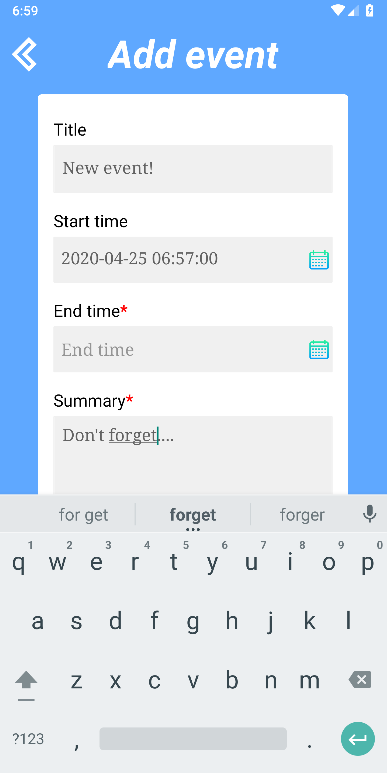 6:59
Add event
Title
New event!
Start time
2020-04-25 06:57:00
End time*
End time
Summary*
Don't forget....
for get forget forger
1 2 3 4 5 6 7 8 9 0
q w e r t y u i o p
a s d f g h j k l
z x c v b n m
?123 , .